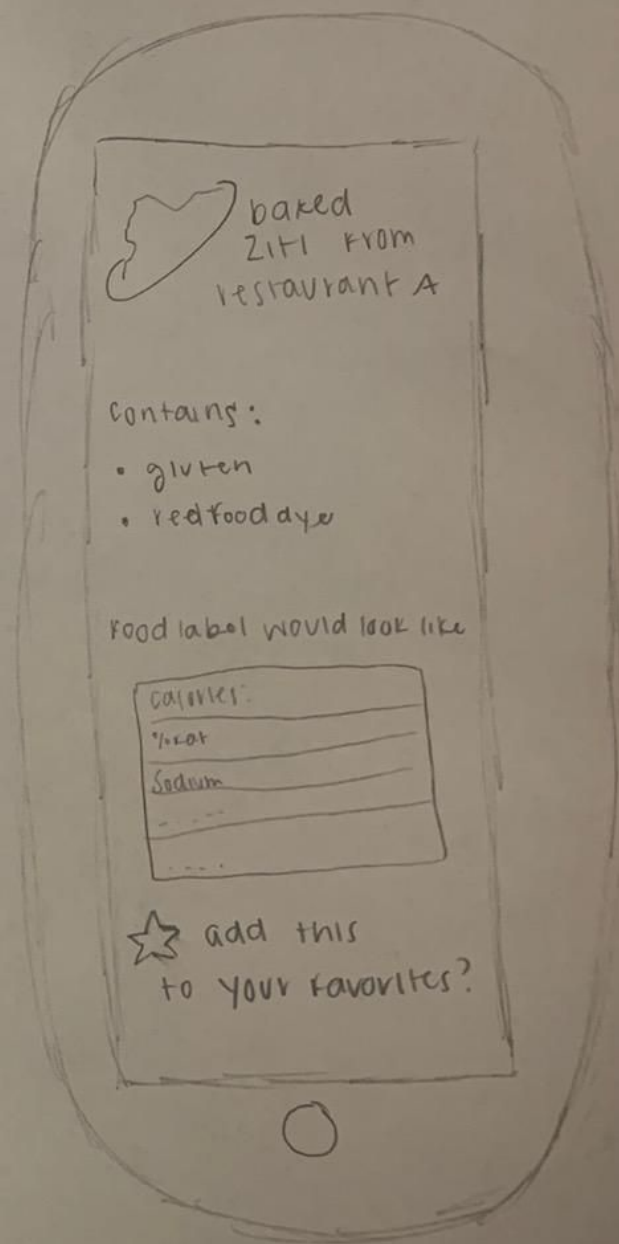 baked
ziti from
restaurant A
contains:
• gluten
• red food dye
food label would look like
calories:
% fat
Sodium
.....
.....
add this
to your favorites?